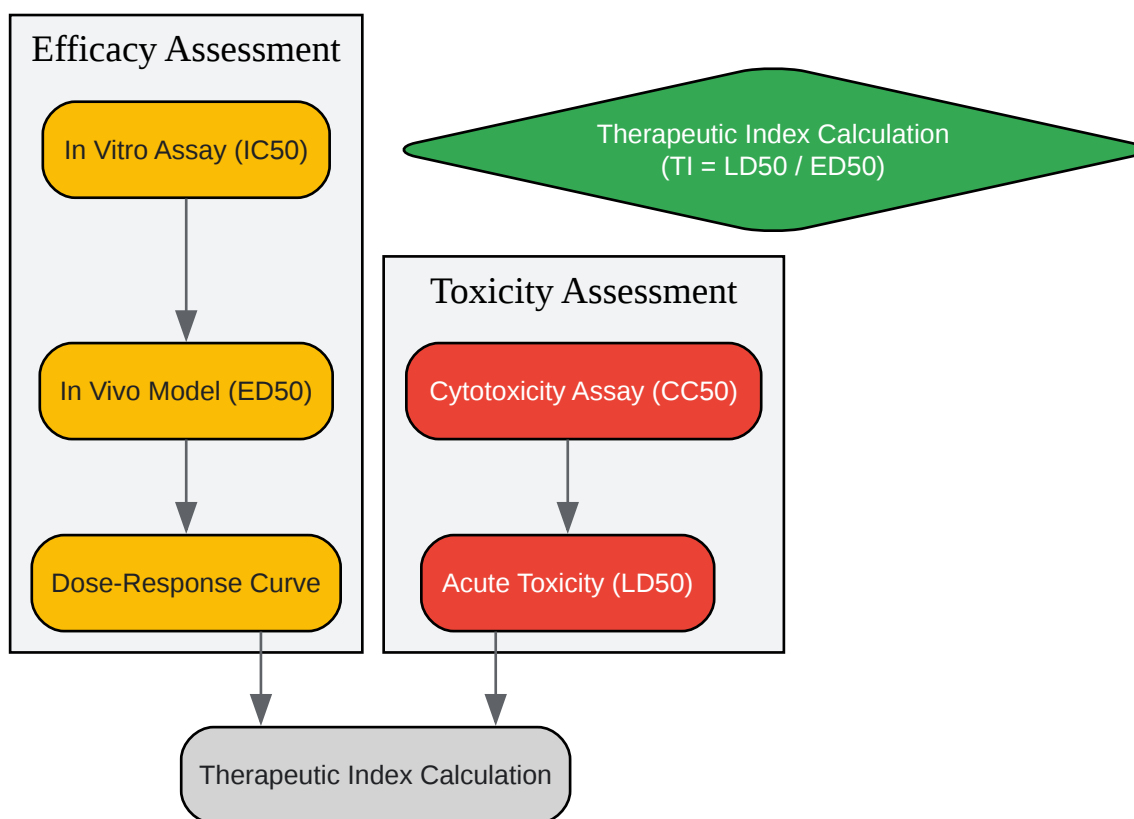 Efficacy Assessment
In Vitro Assay (IC50)
In Vivo Model (ED50)
Dose-Response Curve
Therapeutic Index Calculation
(TI = LD50 / ED50)
Toxicity Assessment
Cytotoxicity Assay (CC50)
Acute Toxicity (LD50)
Therapeutic Index Calculation